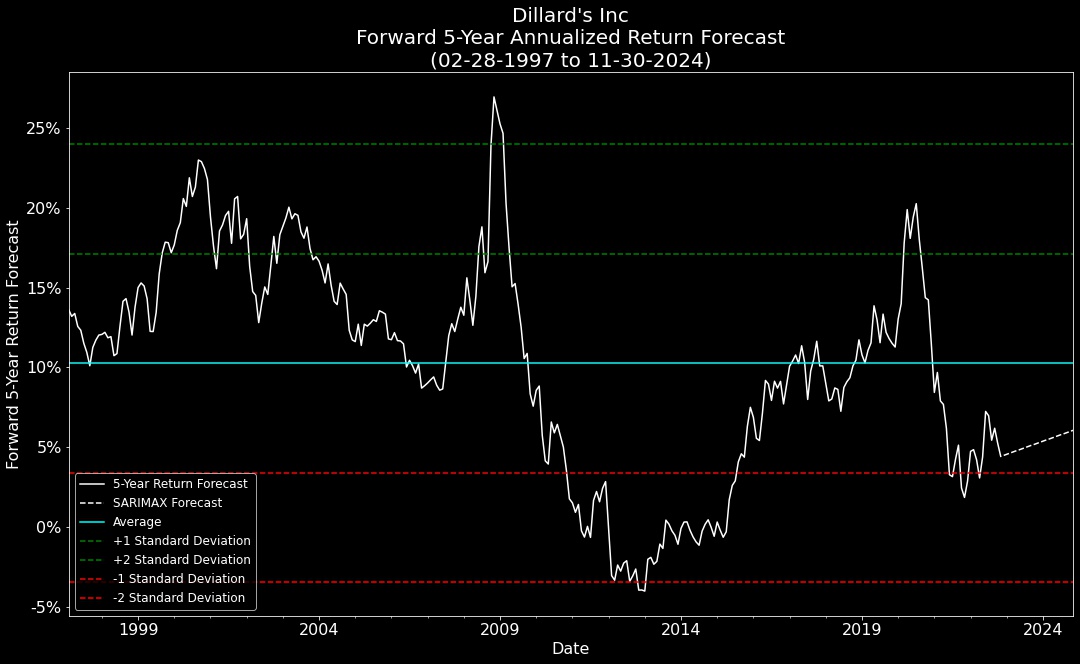 Dillard's Inc
Forward 5-Year Annualized Return Forecast
(02-28-1997 to 11-30-2024)
Forward 5-Year Return Forecast
25%
20%
15%
10%
5%
0%
-5%
5-Year Return Forecast
SARIMAX Forecast
Average
+1 Standard Deviation
+2 Standard Deviation
-1 Standard Deviation
-2 Standard Deviation
1999
2004
2009
2014
2019
2024
Date